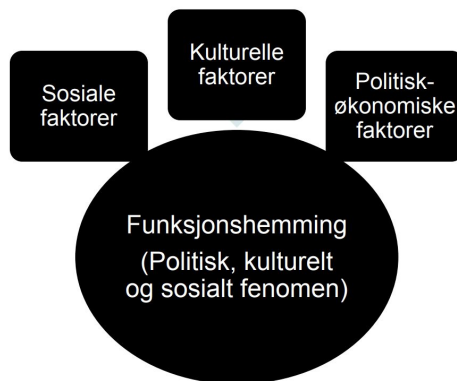 Sosiale
faktorer
Kulturelle
faktorer
Politisk-
økonomiske
faktorer
Funksjonshemming
(Politisk, kulturelt
og sosialt fenomen)